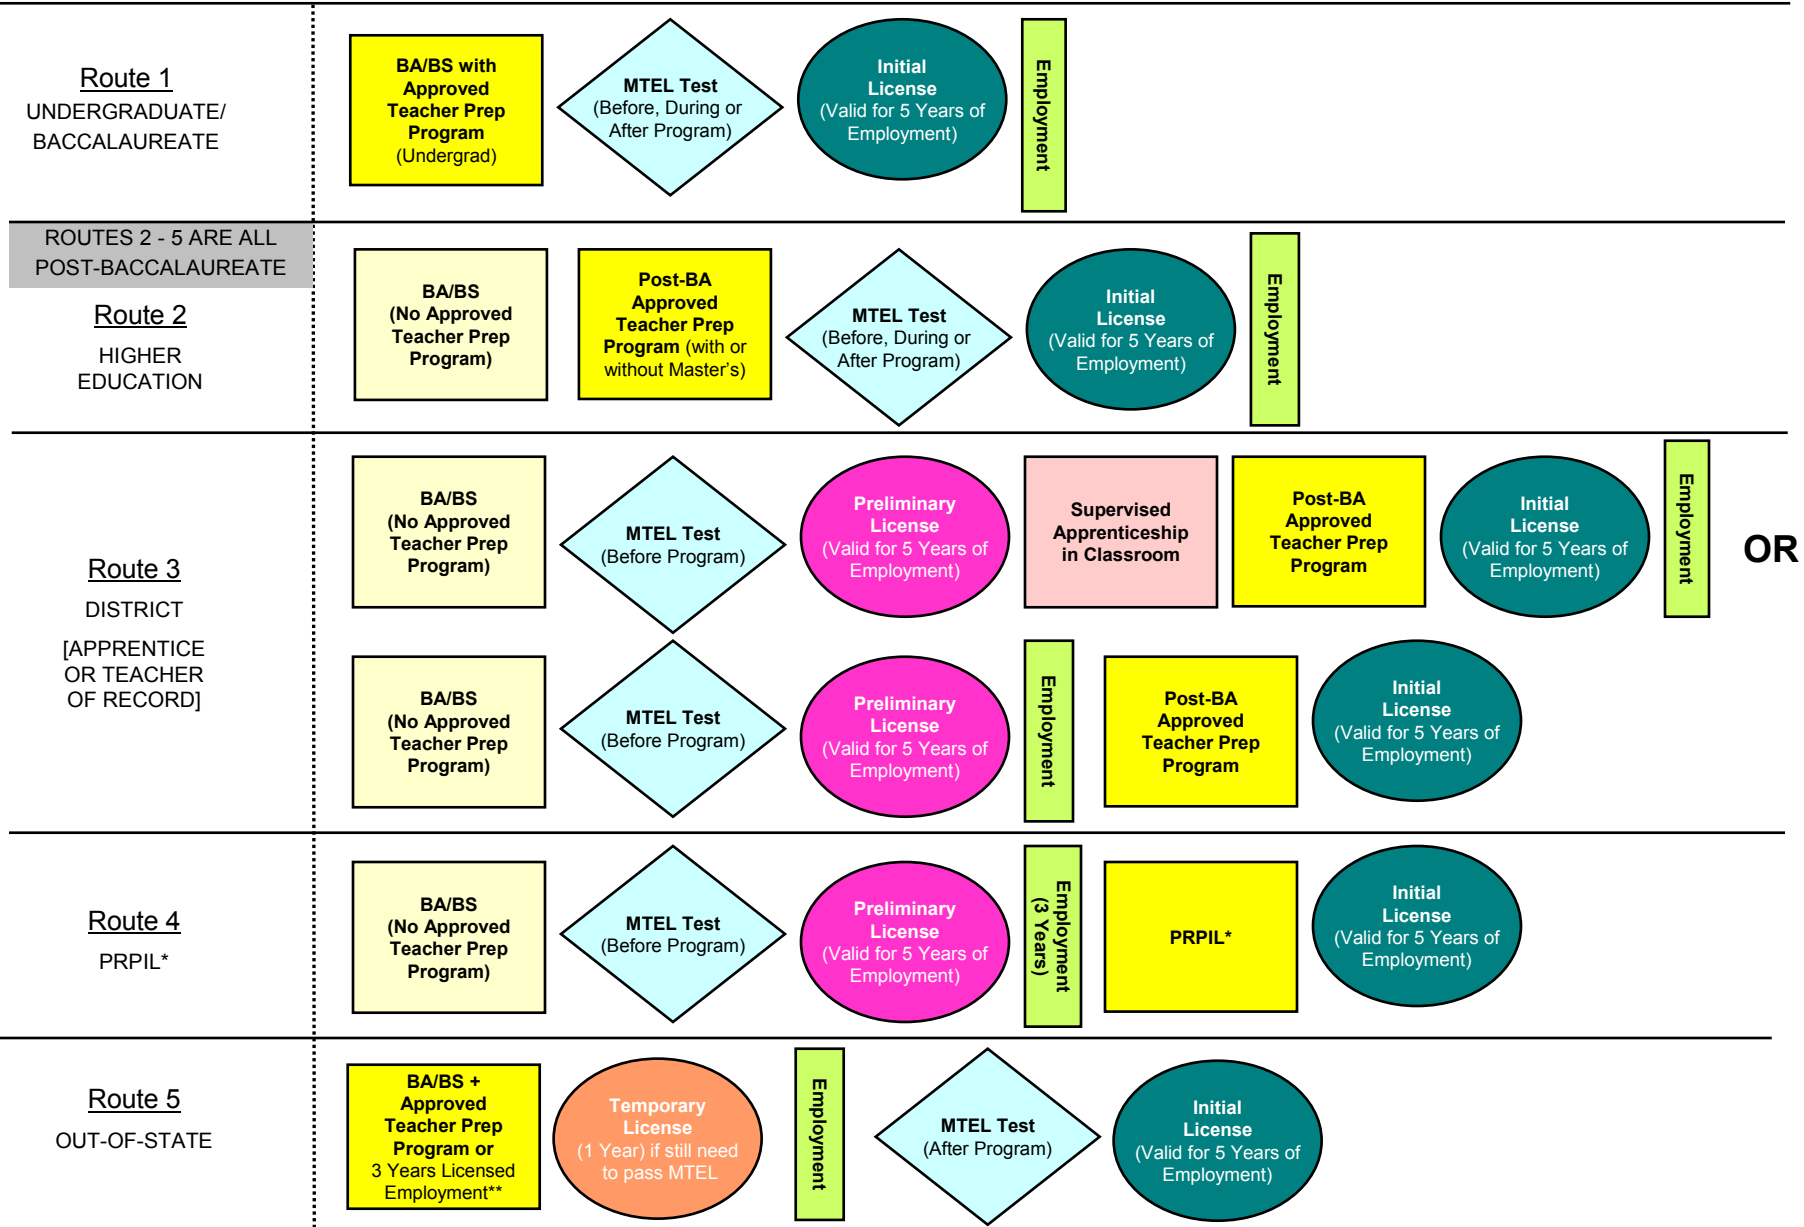 Route 1
UNDERGRADUATE/
BACCALAUREATE
BA/BS with
Approved
Teacher Prep
Program
(Undergrad)
MTEL Test
(Before, During or
After Program)
Initial
License
(Valid for 5 Years of
Employment)
Employment
ROUTES 2 - 5 ARE ALL
POST-BACCALAUREATE
Route 2
HIGHER
EDUCATION
BA/BS
(No Approved
Teacher Prep
Program)
Post-BA
Approved
Teacher Prep
Program (with or
without Master's)
MTEL Test
(Before, During or
After Program)
Initial
License
(Valid for 5 Years of
Employment)
Employment
Route 3
DISTRICT
[APPRENTICE
OR TEACHER
OF RECORD]
BA/BS
(No Approved
Teacher Prep
Program)
MTEL Test
(Before Program)
Preliminary
License
(Valid for 5 Years of
Employment)
Supervised
Apprenticeship
in Classroom
Post-BA
Approved
Teacher Prep
Program
Initial
License
(Valid for 5 Years of
Employment)
Employment
OR
BA/BS
(No Approved
Teacher Prep
Program)
MTEL Test
(Before Program)
Preliminary
License
(Valid for 5 Years of
Employment)
Employment
Post-BA
Approved
Teacher Prep
Program
Initial
License
(Valid for 5 Years of
Employment)
Route 4
PRPIL*
BA/BS
(No Approved
Teacher Prep
Program)
MTEL Test
(Before Program)
Preliminary
License
(Valid for 5 Years of
Employment)
Employment
(3 Years)
PRPIL*
Initial
License
(Valid for 5 Years of
Employment)
Route 5
OUT-OF-STATE
BA/BS +
Approved
Teacher Prep
Program or
3 Years Licensed
Employment**
Temporary
License
(1 Year) if still need
to pass MTEL
Employment
MTEL Test
(After Program)
Initial
License
(Valid for 5 Years of
Employment)